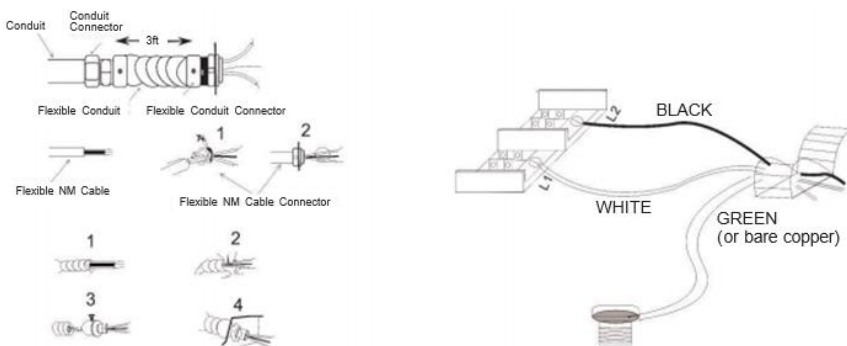 Conduit
Conduit
Connector
3ft
Flexible Conduit
Flexible Conduit Connector
1
2
Flexible NM Cable
Flexible NM Cable Connector
1
2
3
4
L2
BLACK
L1
WHITE
GREEN
(or bare copper)